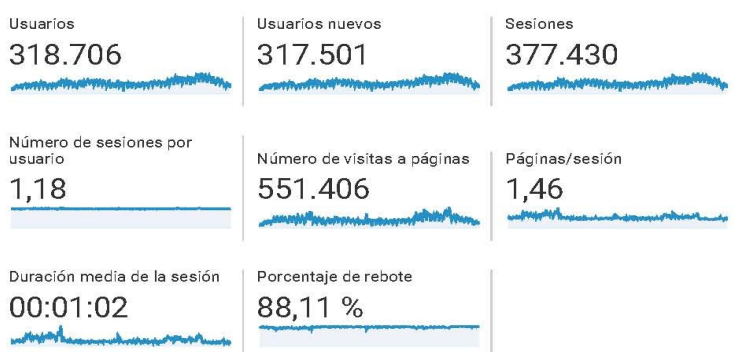 Usuarios
318.706
Usuarios nuevos
317.501
Sesiones
377.430
Número de sesiones por
usuario
1,18
Número de visitas a páginas
551.406
Páginas/sesión
1,46
Duración media de la sesión
00:01:02
Porcentaje de rebote
88,11 %